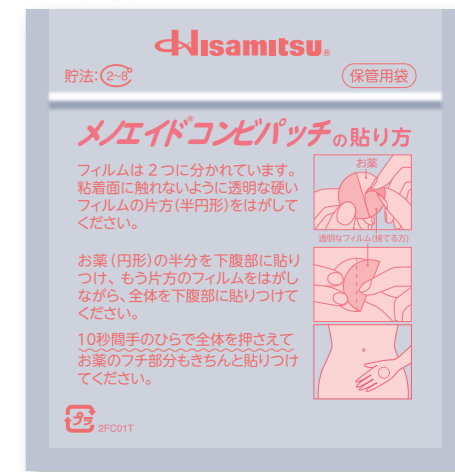 Hisamitsu®
貯法:2~8°
保管用袋
メノエイド®コンビパッチの貼り方
フィルムは2つに分かれています。
粘着面に触れないように透明な硬い
フィルムの片方(半円形)をはがして
ください。
お薬
透明なフィルム(捨てる方)
お薬(円形)の半分を下腹部に貼り
つけ、もう片方のフィルムをはがし
ながら、全体を下腹部に貼りつけて
ください。
10秒間手のひらで全体を押さえて
お薬のフチ部分もきちんと貼りつけ
てください。
プラ
2FC01T